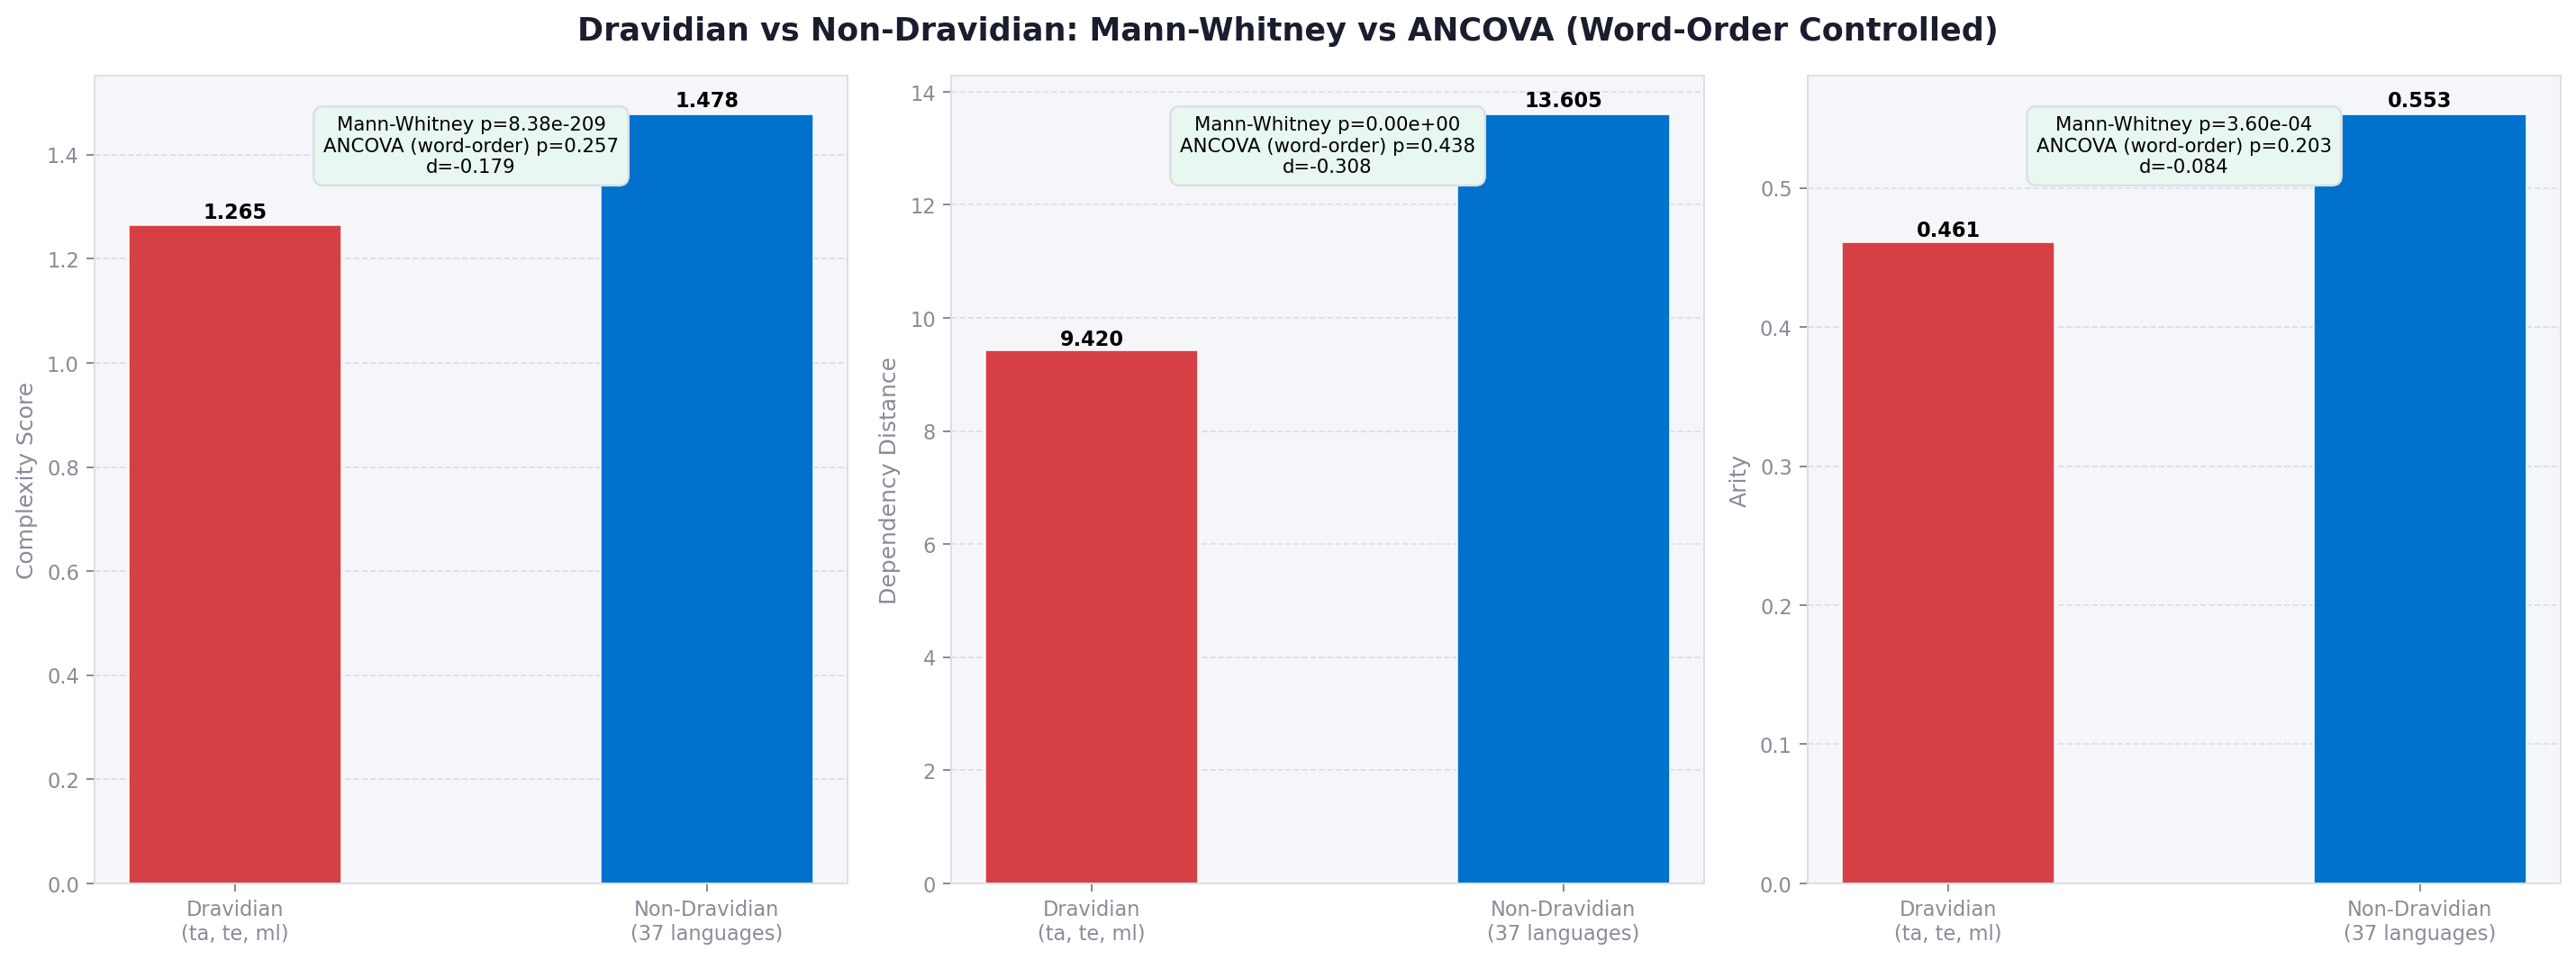 Dravidian vs Non-Dravidian: Mann-Whitney vs ANCOVA (Word-Order Controlled)
Complexity Score
1.4
1.2
1.0
0.8
0.6
0.4
0.2
0.0
Mann-Whitney p=8.38e-209
ANCOVA (word-order) p=0.257
d=-0.179
1.265
1.478
Dravidian
(ta, te, ml)
Non-Dravidian
(37 languages)
Dependency Distance
14
12
10
8
6
4
2
0
Mann-Whitney p=0.00e+00
ANCOVA (word-order) p=0.438
d=-0.308
9.420
13.605
Dravidian
(ta, te, ml)
Non-Dravidian
(37 languages)
Arity
0.5
0.4
0.3
0.2
0.1
0.0
Mann-Whitney p=3.60e-04
ANCOVA (word-order) p=0.203
d=-0.084
0.461
0.553
Dravidian
(ta, te, ml)
Non-Dravidian
(37 languages)